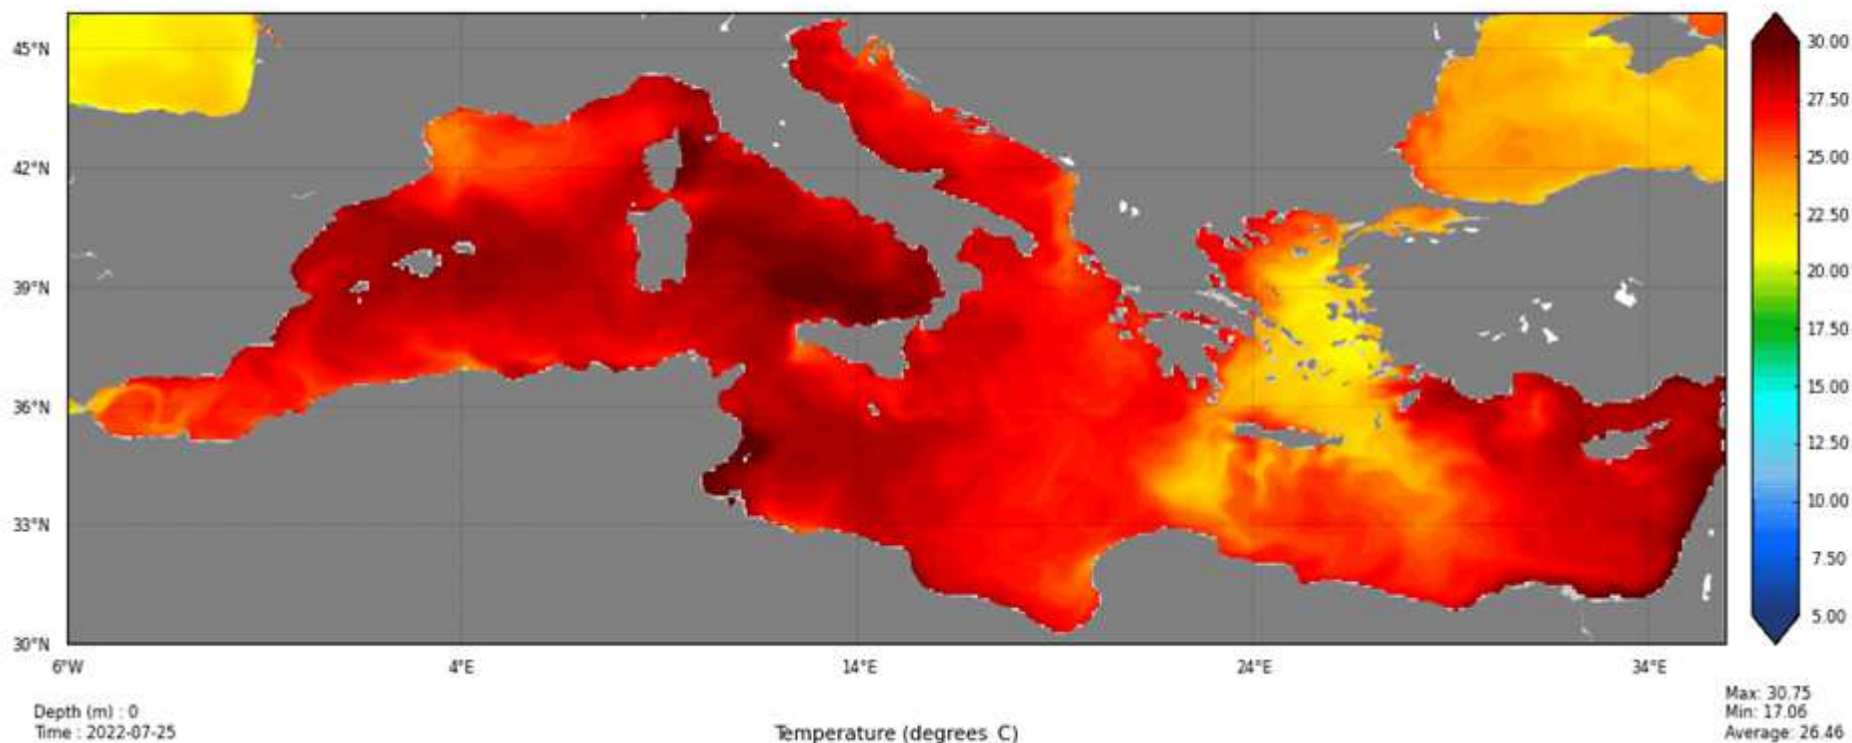 45°N
42°N
39°N
36°N
33°N
30°N
6°W
4°E
14°E
24°E
34°E
30.00
27.50
25.00
22.50
20.00
17.50
15.00
12.50
10.00
7.50
5.00
Depth (m) : 0
Time : 2022-07-25
Temperature (degrees_C)
Max: 30.75
Min: 17.06
Average: 26.46